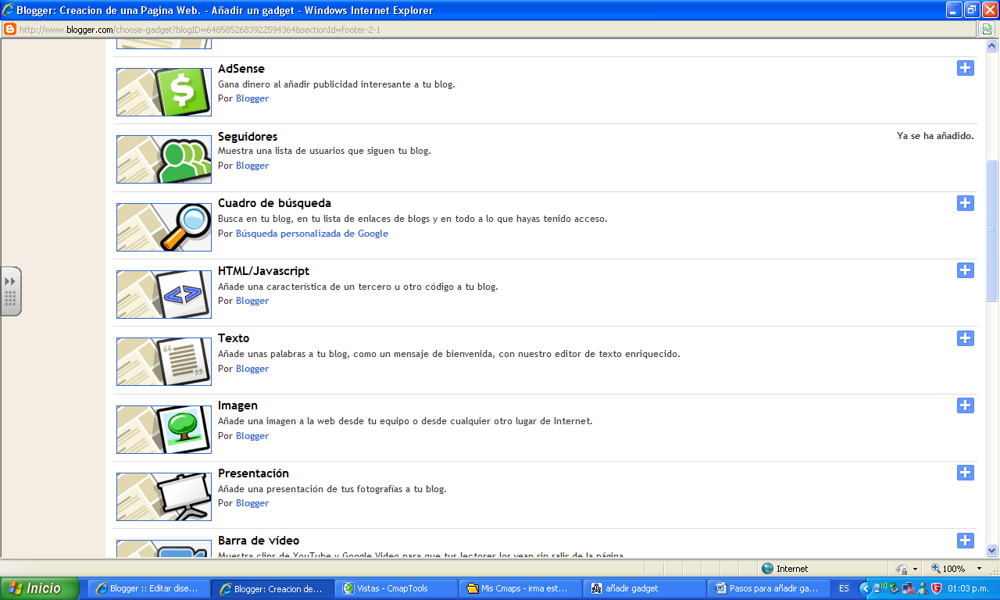 Blogger: Creacion de una Pagina Web. - Añadir un gadget - Windows Internet Explorer
http://www.blogger.com/choose-gadget?blogID=6485852683922594364&sectionId=footer-2-1
AdSense
Gana dinero al añadir publicidad interesante a tu blog.
Por Blogger
Seguidores
Ya se ha añadido.
Muestra una lista de usuarios que siguen tu blog.
Por Blogger
Cuadro de búsqueda
Busca en tu blog, en tu lista de enlaces de blogs y en todo a lo que hayas tenido acceso.
Por Búsqueda personalizada de Google
HTML/Javascript
Añade una característica de un tercero u otro código a tu blog.
Por Blogger
Texto
Añade unas palabras a tu blog, como un mensaje de bienvenida, con nuestro editor de texto enriquecido.
Por Blogger
Imagen
Añade una imagen a la web desde tu equipo o desde cualquier otro lugar de Internet.
Por Blogger
Presentación
Añade una presentación de tus fotografías a tu blog.
Por Blogger
Barra de vídeo
Muestra clips de YouTube y Google Video para que tus lectores los vean sin salir de la página.
Internet
100%
Inicio
Blogger :: Editar dise...
Blogger: Creacion de...
Vistas - CmapTools
Mis Cmaps - irma est...
añadir gadget
Pasos para añadir ga...
ES
01:03 p.m.